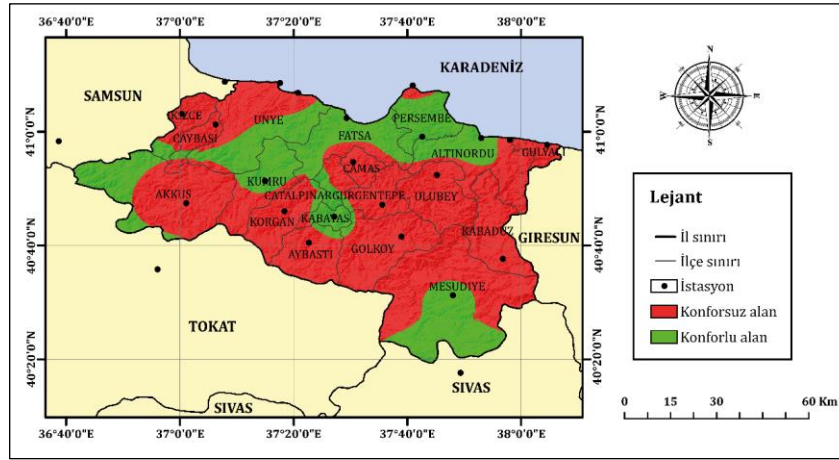 36°40'0"E 37°0'0"E 37°20'0"E 37°40'0"E 38°0'0"E
KARADENİZ
SAMSUN
N
W E
S
41°0'0"N 41°0'0"N
İKİZCE
ÇAYBAŞI
ÜNYE
PERŞEMBE
FATSA
ALTINORDU
GÜLYALI
ÇAMAŞ
KUMRU
AKKUŞ
ÇATALPINAR
GÜRGENTEPE
ULUBEY
KORGAN
KABATAŞ
KABADÜZ
GİRESUN
40°40'0"N 40°40'0"N
AYBASTI
GÖLKÖY
MESUDİYE
TOKAT
40°20'0"N 40°20'0"N
SIVAS
SIVAS
36°40'0"E 37°0'0"E 37°20'0"E 37°40'0"E 38°0'0"E
Lejant
İl sınırı
İlçe sınırı
İstasyon
Konforsuz alan
Konforlu alan
0 15 30 60 Km